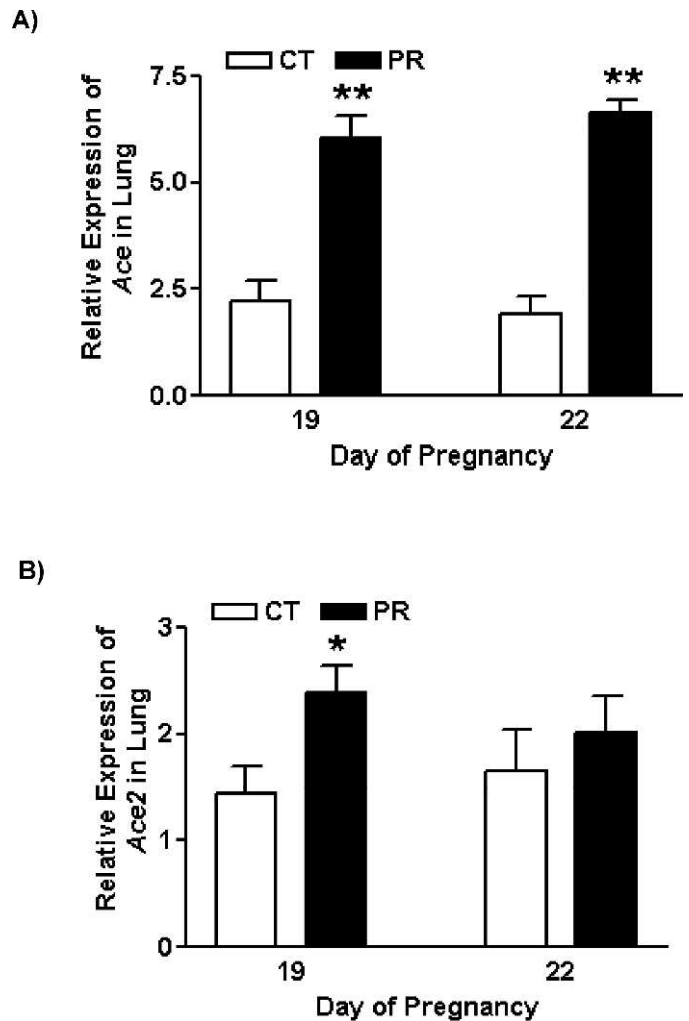 A)
CT PR
7.5
** **
5.0
2.5
0.0
Relative Expression of
Ace in Lung
19 22
Day of Pregnancy
B)
CT PR
3
*
2
1
0
Relative Expression of
Ace2 in Lung
19 22
Day of Pregnancy